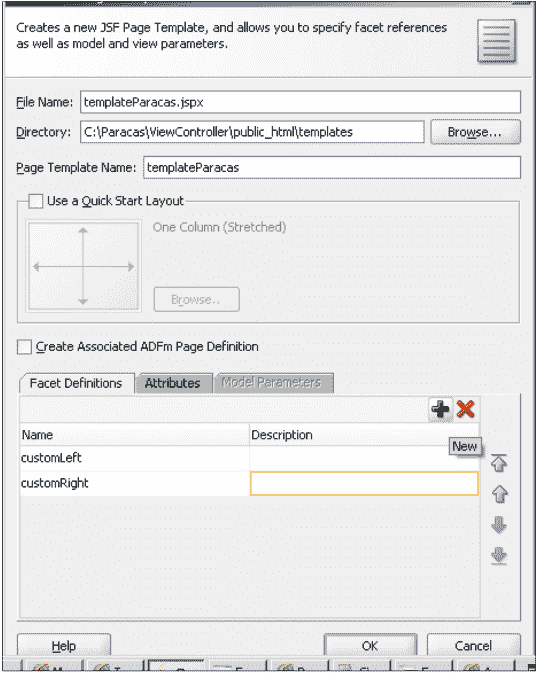 Creates a new JSF Page Template, and allows you to specify facet references
as well as model and view parameters.
File Name: templateParacas.jspx
Directory: C:\Paracas\ViewController\public_html\templates Browse...
Page Template Name: templateParacas
Use a Quick Start Layout
One Column (Stretched)
Browse..
Create Associated ADFm Page Definition
Facet Definitions Attributes Model Parameters
Name Description
New
customLeft
customRight
Help OK Cancel